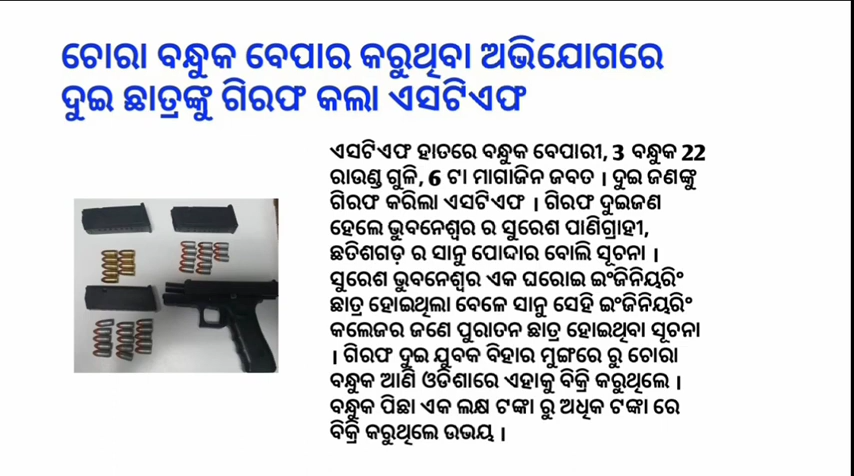 ଚୋରା ବନ୍ଧୁକ ବେପାର କରୁଥିବା ଅଭିଯୋଗରେ
ଦୁଇ ଛାତ୍ରଙ୍କୁ ଗିରଫ କଲା ଏସଟିଏଫ
ଏସଟିଏଫ ହାତରେ ବନ୍ଧୁକ ବେପାରୀ, 3 ବନ୍ଧୁକ 22
ରାଉଣ୍ଡ ଗୁଳି, 6 ଟା ମାଗାଜିନ ଜବତ । ଦୁଇ ଜଣଙ୍କୁ
ଗିରଫ କରିଲା ଏସଟିଏଫ । ଗିରଫ ଦୁଇଜଣ
ହେଲେ ଭୁବନେଶ୍ୱର ର ସୁରେଶ ପାଣିଗ୍ରାହୀ,
ଛତିଶଗଡ଼ ର ସାନୁ ପୋଦ୍ଦାର ବୋଲି ସୂଚନା ।
ସୁରେଶ ଭୁବନେଶ୍ୱର ଏକ ଘରୋଇ ଇଂଜିନିୟରିଂ
ଛାତ୍ର ହୋଇଥିଲା ବେଳେ ସାନୁ ସେହି ଇଂଜିନିୟରିଂ
କଲେଜର ଜଣେ ପୁରାତନ ଛାତ୍ର ହୋଇଥିବା ସୂଚନା
। ଗିରଫ ଦୁଇ ଯୁବକ ବିହାର ମୁଙ୍ଗରେ ରୁ ଚୋରା
ବନ୍ଧୁକ ଆଣି ଓଡିଶାରେ ଏହାକୁ ବିକ୍ରି କରୁଥିଲେ ।
ବନ୍ଧୁକ ପିଛା ଏକ ଲକ୍ଷ ଟଙ୍କା ରୁ ଅଧିକ ଟଙ୍କା ରେ
ବିକ୍ରି କରୁଥିଲେ ଉଭୟ ।